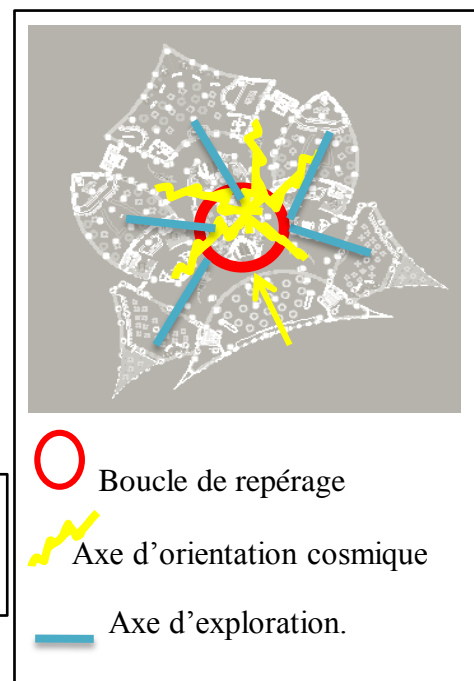 Boucle de repérage
Axe d’orientation cosmique
Axe d’exploration.